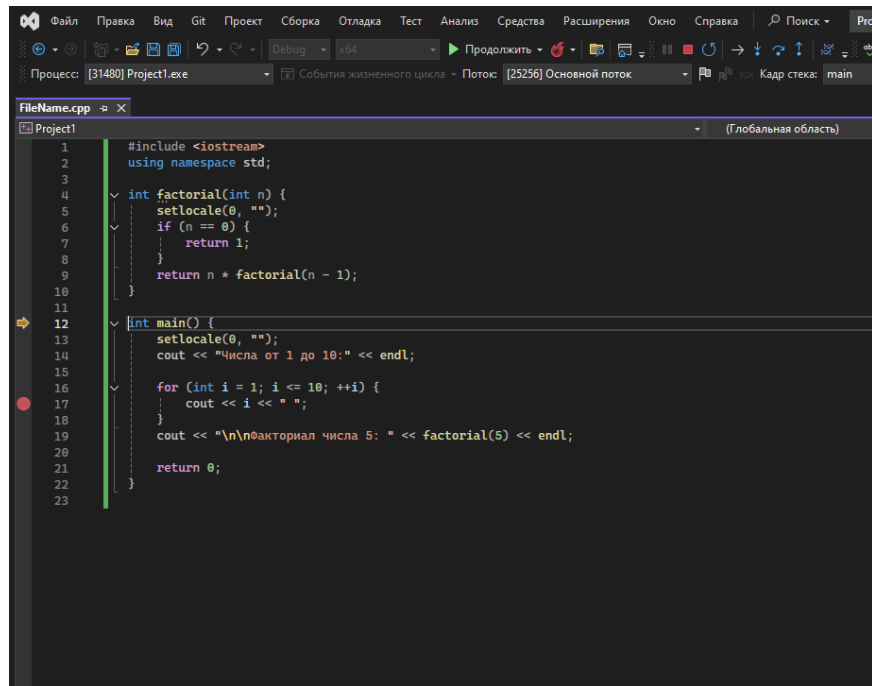 Файл Правка Вид Git Проект Сборка Отладка Тест Анализ Средства Расширения Окно Справка Поиск Pro
Debug x64 Продолжить
Процесс: [31480] Project1.exe События жизненного цикла Поток: [25256] Основной поток Кадр стека: main
FileName.cpp
Project1 (Глобальная область)
1 #include <iostream>
2 using namespace std;
3
4 int factorial(int n) {
5 setlocale(0, "");
6 if (n == 0) {
7 return 1;
8 }
9 return n * factorial(n - 1);
10 }
11
12 int main() {
13 setlocale(0, "");
14 cout << "Числа от 1 до 10:" << endl;
15
16 for (int i = 1; i <= 10; ++i) {
17 cout << i << " ";
18 }
19 cout << "\n\nФакториал числа 5: " << factorial(5) << endl;
20
21 return 0;
22 }
23